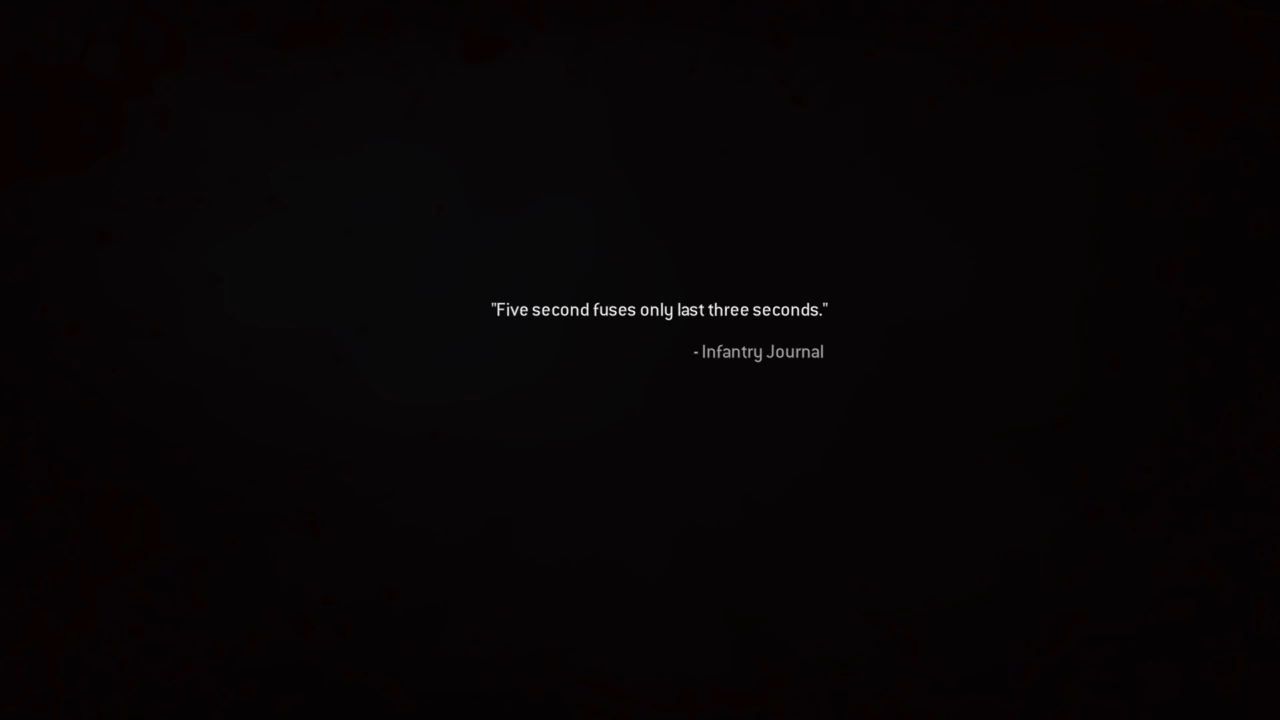 "Five second fuses only last three seconds."
- Infantry Journal